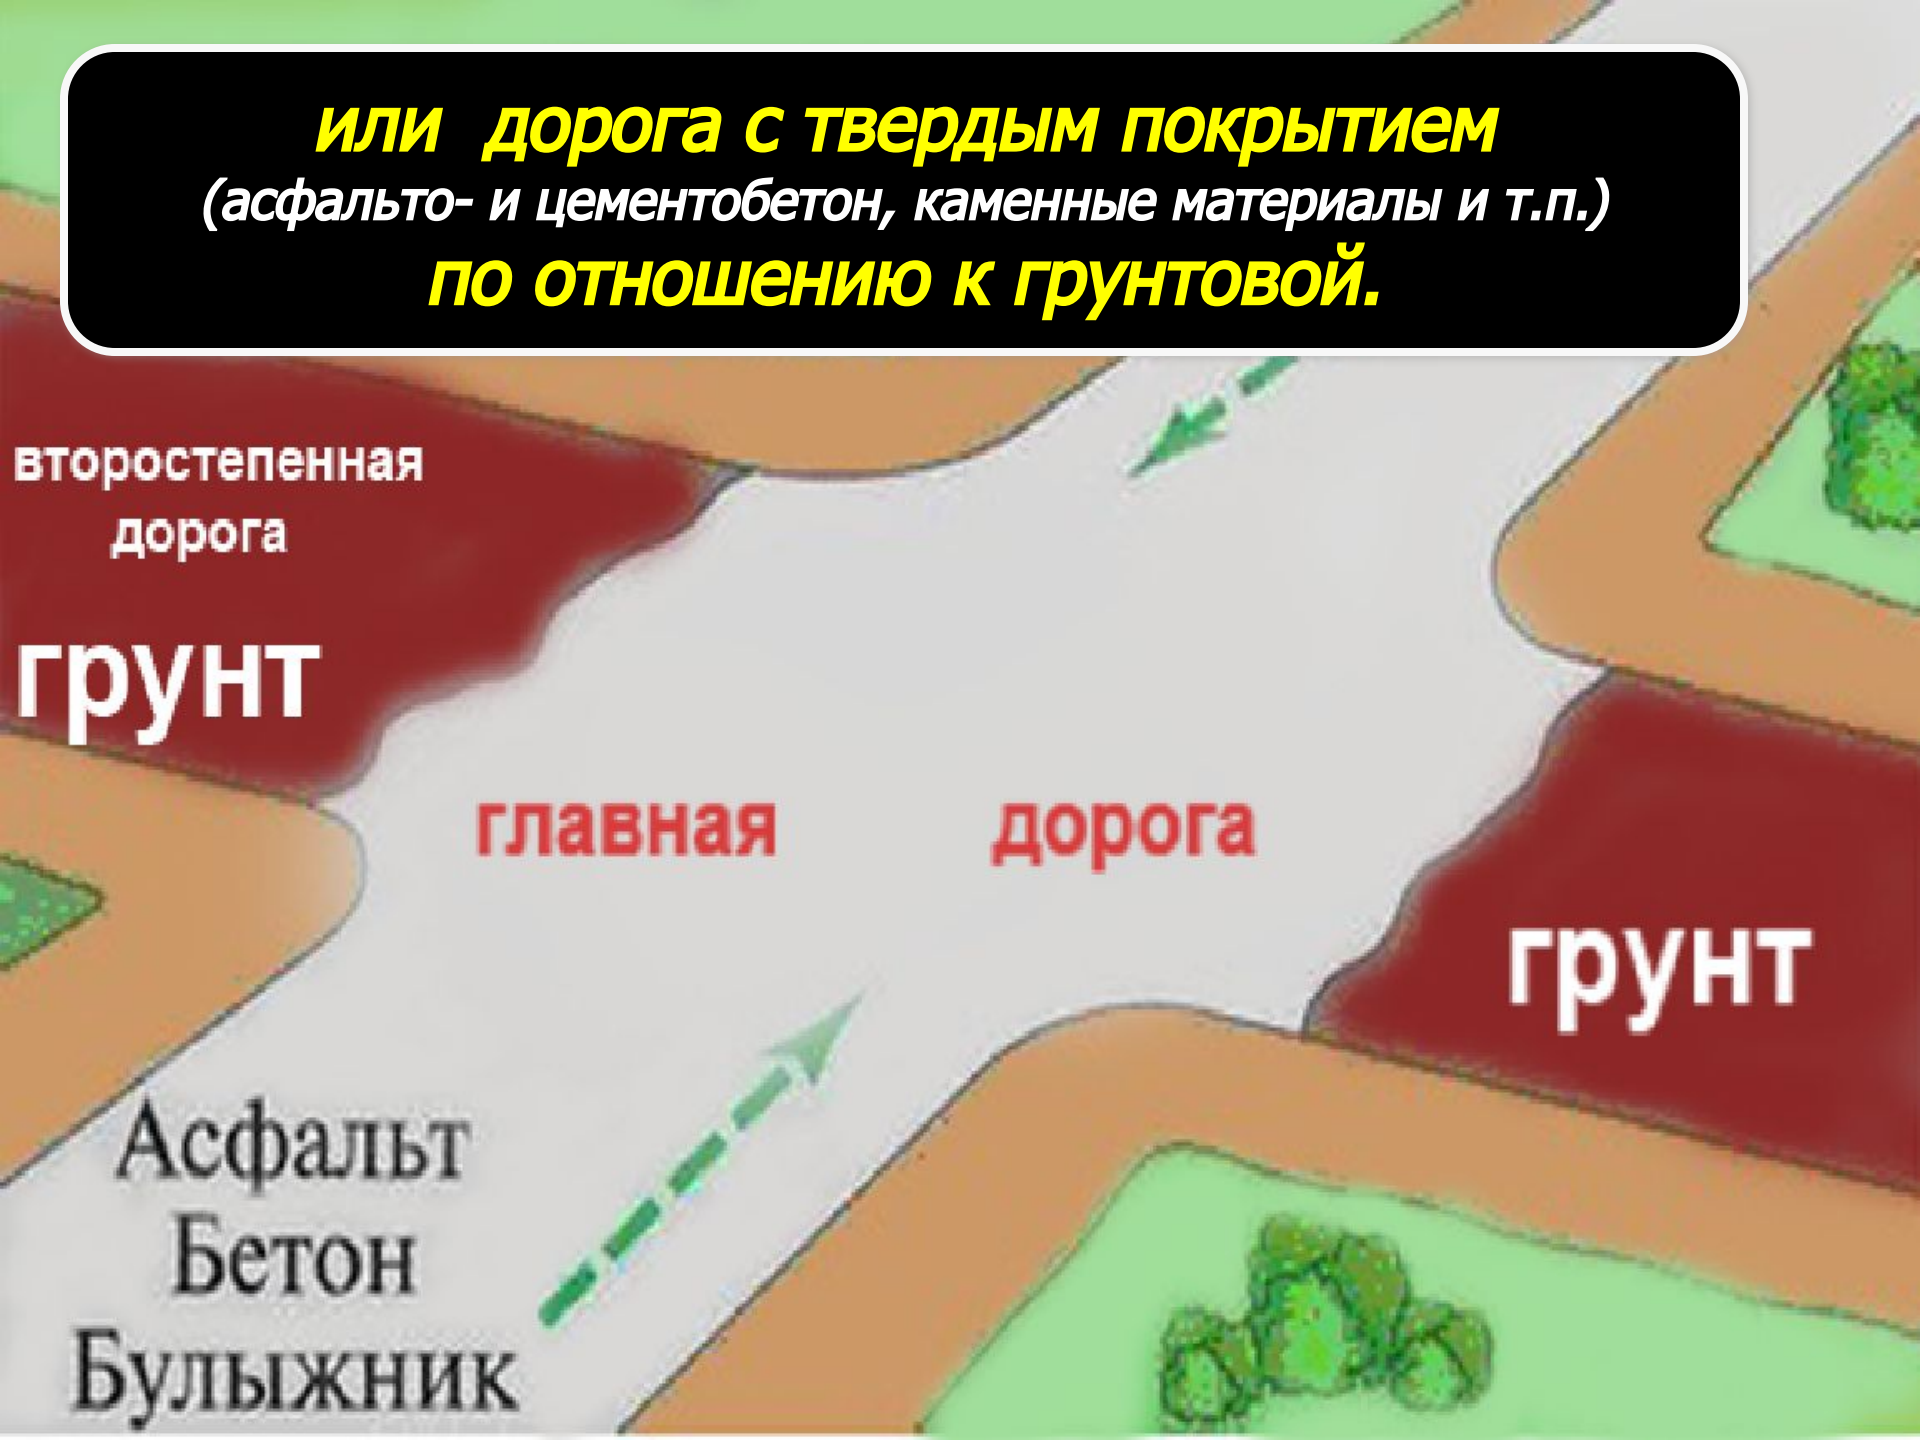 или дорога с твердым покрытием
(асфальто- и цементобетон, каменные материалы и т.п.)
по отношению к грунтовой.
второстепенная
дорога
грунт
главная дорога
грунт
Асфальт
Бетон
Булыжник